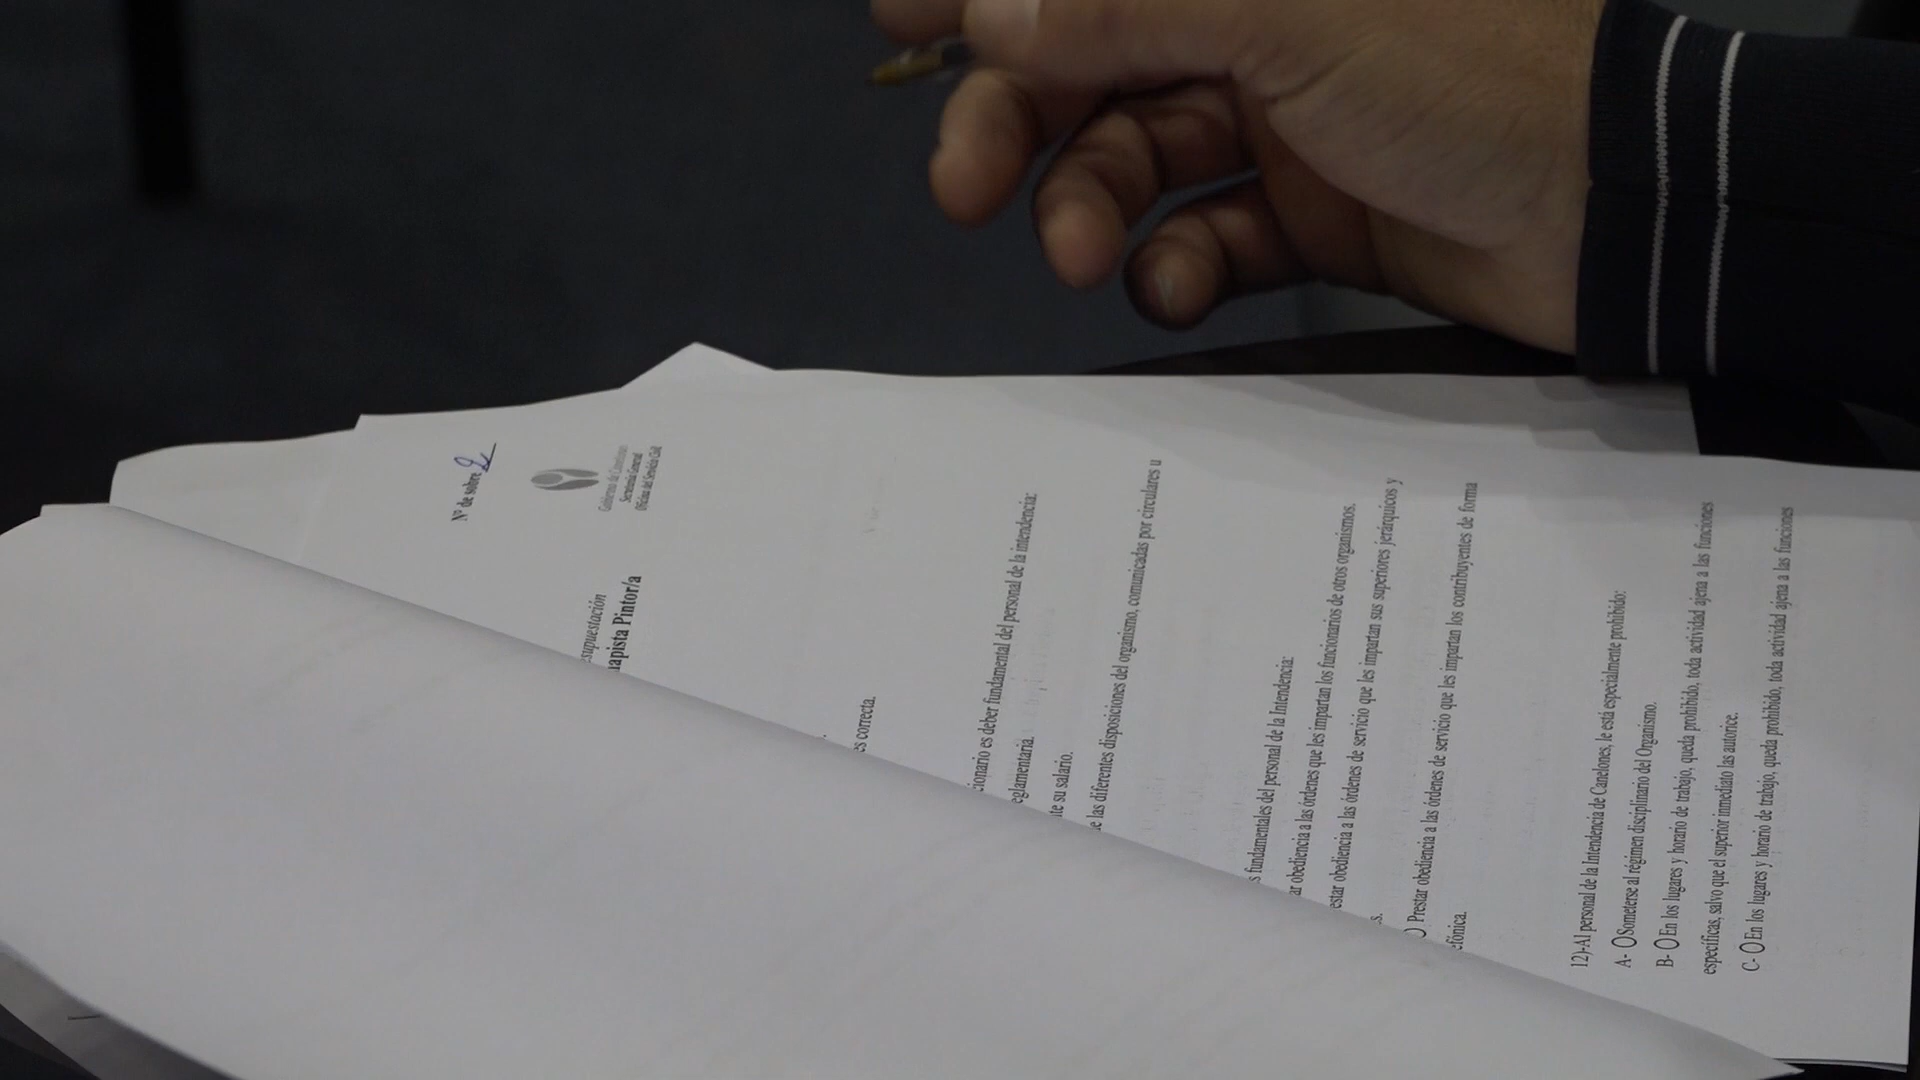 Nº de sobre 2
Gobierno de Canelones
Secretaría General
Oficina del Servicio Civil
supuestación
apista Pintor/a
es correcta.
cionario es deber fundamental del personal de la intendencia:
eglamentaria.
te su salario.
e las diferentes disposiciones del organismo, comunicadas por circulares u
s fundamentales del personal de la Intendencia:
ar obediencia a las órdenes que les impartan los funcionarios de otros organismos.
estar obediencia a las órdenes de servicio que les impartan sus superiores jerárquicos y
s.
Prestar obediencia a las órdenes de servicio que les impartan los contribuyentes de forma
efónica.
12)-Al personal de la Intendencia de Canelones, le está especialmente prohibido:
A- O Someterse al régimen disciplinario del Organismo.
B- O En los lugares y horario de trabajo, queda prohibido, toda actividad ajena a las funciones
específicas, salvo que el superior inmediato las autorice.
C- O En los lugares y horario de trabajo, queda prohibido, toda actividad ajena a las funciones